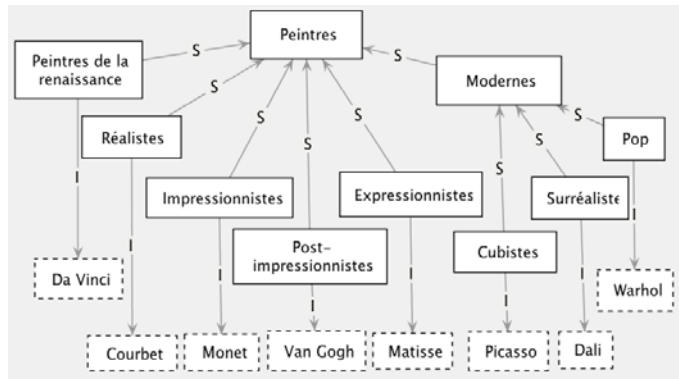 Peintres
Peintres de la
renaissance
S
S
S
Modernes
S
Réalistes
S
S
S
S
Pop
S
S
I
Impressionnistes
Expressionnistes
Surréaliste
I
Post-
impressionnistes
Cubistes
I
I
I
I
I
I
I
Da Vinci
Warhol
Courbet
Monet
Van Gogh
Matisse
Picasso
Dali